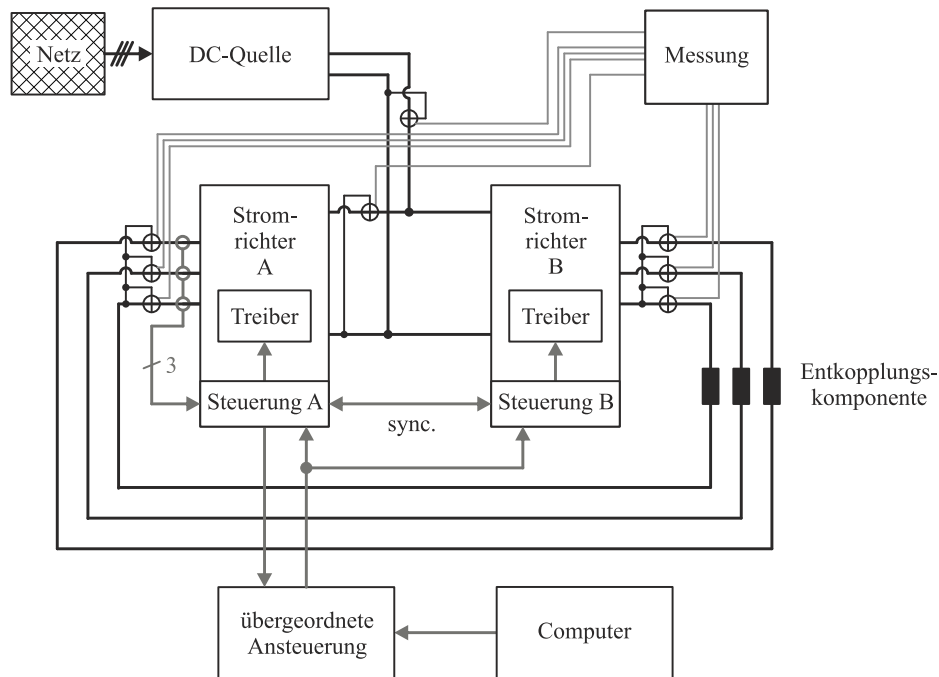 Netz
DC-Quelle
Messung
Strom-
richter
A
Treiber
Steuerung A
Strom-
richter
B
Treiber
Steuerung B
3
sync.
Entkopplungs-
komponente
übergeordnete
Ansteuerung
Computer